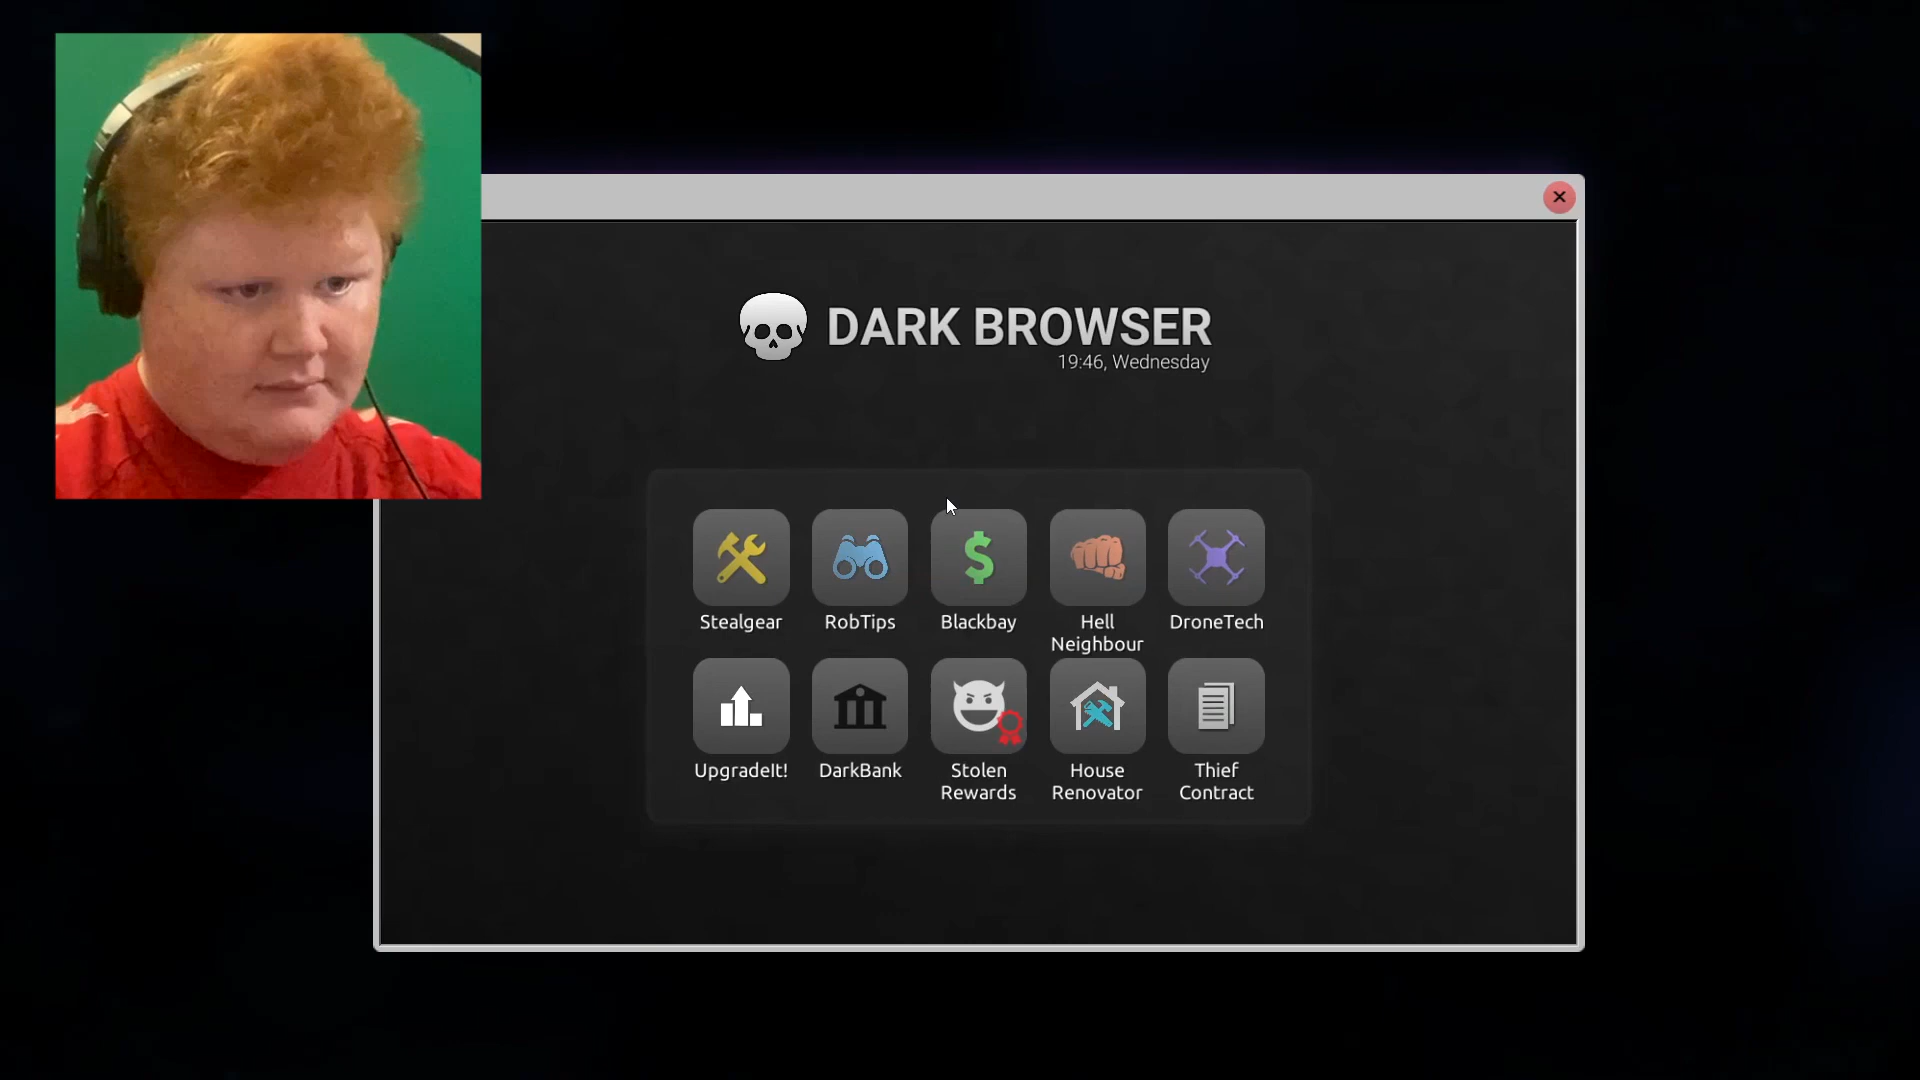 DARK BROWSER
19:46, Wednesday
Stealgear
RobTips
Blackbay
Hell
Neighbour
DroneTech
UpgradeIt!
DarkBank
Stolen
Rewards
House
Renovator
Thief
Contract